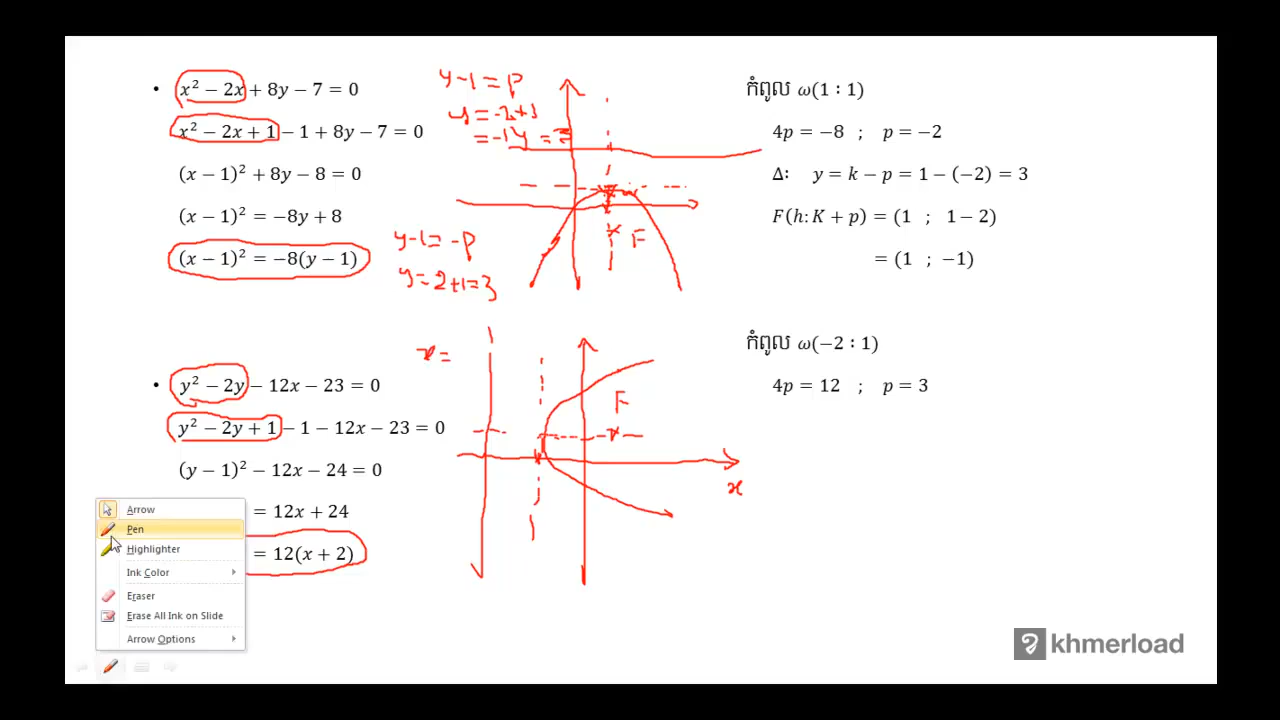 • x² − 2x + 8y − 7 = 0
x² − 2x + 1 − 1 + 8y − 7 = 0
(x − 1)² + 8y − 8 = 0
(x − 1)² = −8y + 8
(x − 1)² = −8(y − 1)
y-1 = p
y = -2+1
= -1
y-1 = -p
y = 2+1=3
F
កំពូល ω(1 ∶ 1)
4p = −8 ; p = −2
Δ: y = k − p = 1 − (−2) = 3
F(h: K + p) = (1 ; 1 − 2)
= (1 ; −1)
• y² − 2y − 12x − 23 = 0
y² − 2y + 1 − 1 − 12x − 23 = 0
(y − 1)² − 12x − 24 = 0
= 12x + 24
= 12(x + 2)
x =
F
x
កំពូល ω(−2 ∶ 1)
4p = 12 ; p = 3
Arrow
Pen
Highlighter
Ink Color
Eraser
Erase All Ink on Slide
Arrow Options
khmerload